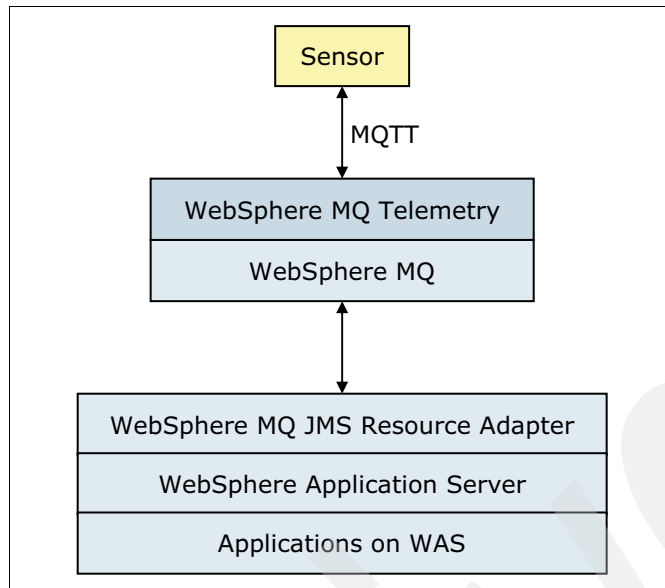 Sensor
MQTT
WebSphere MQ Telemetry
WebSphere MQ
WebSphere MQ JMS Resource Adapter
WebSphere Application Server
Applications on WAS